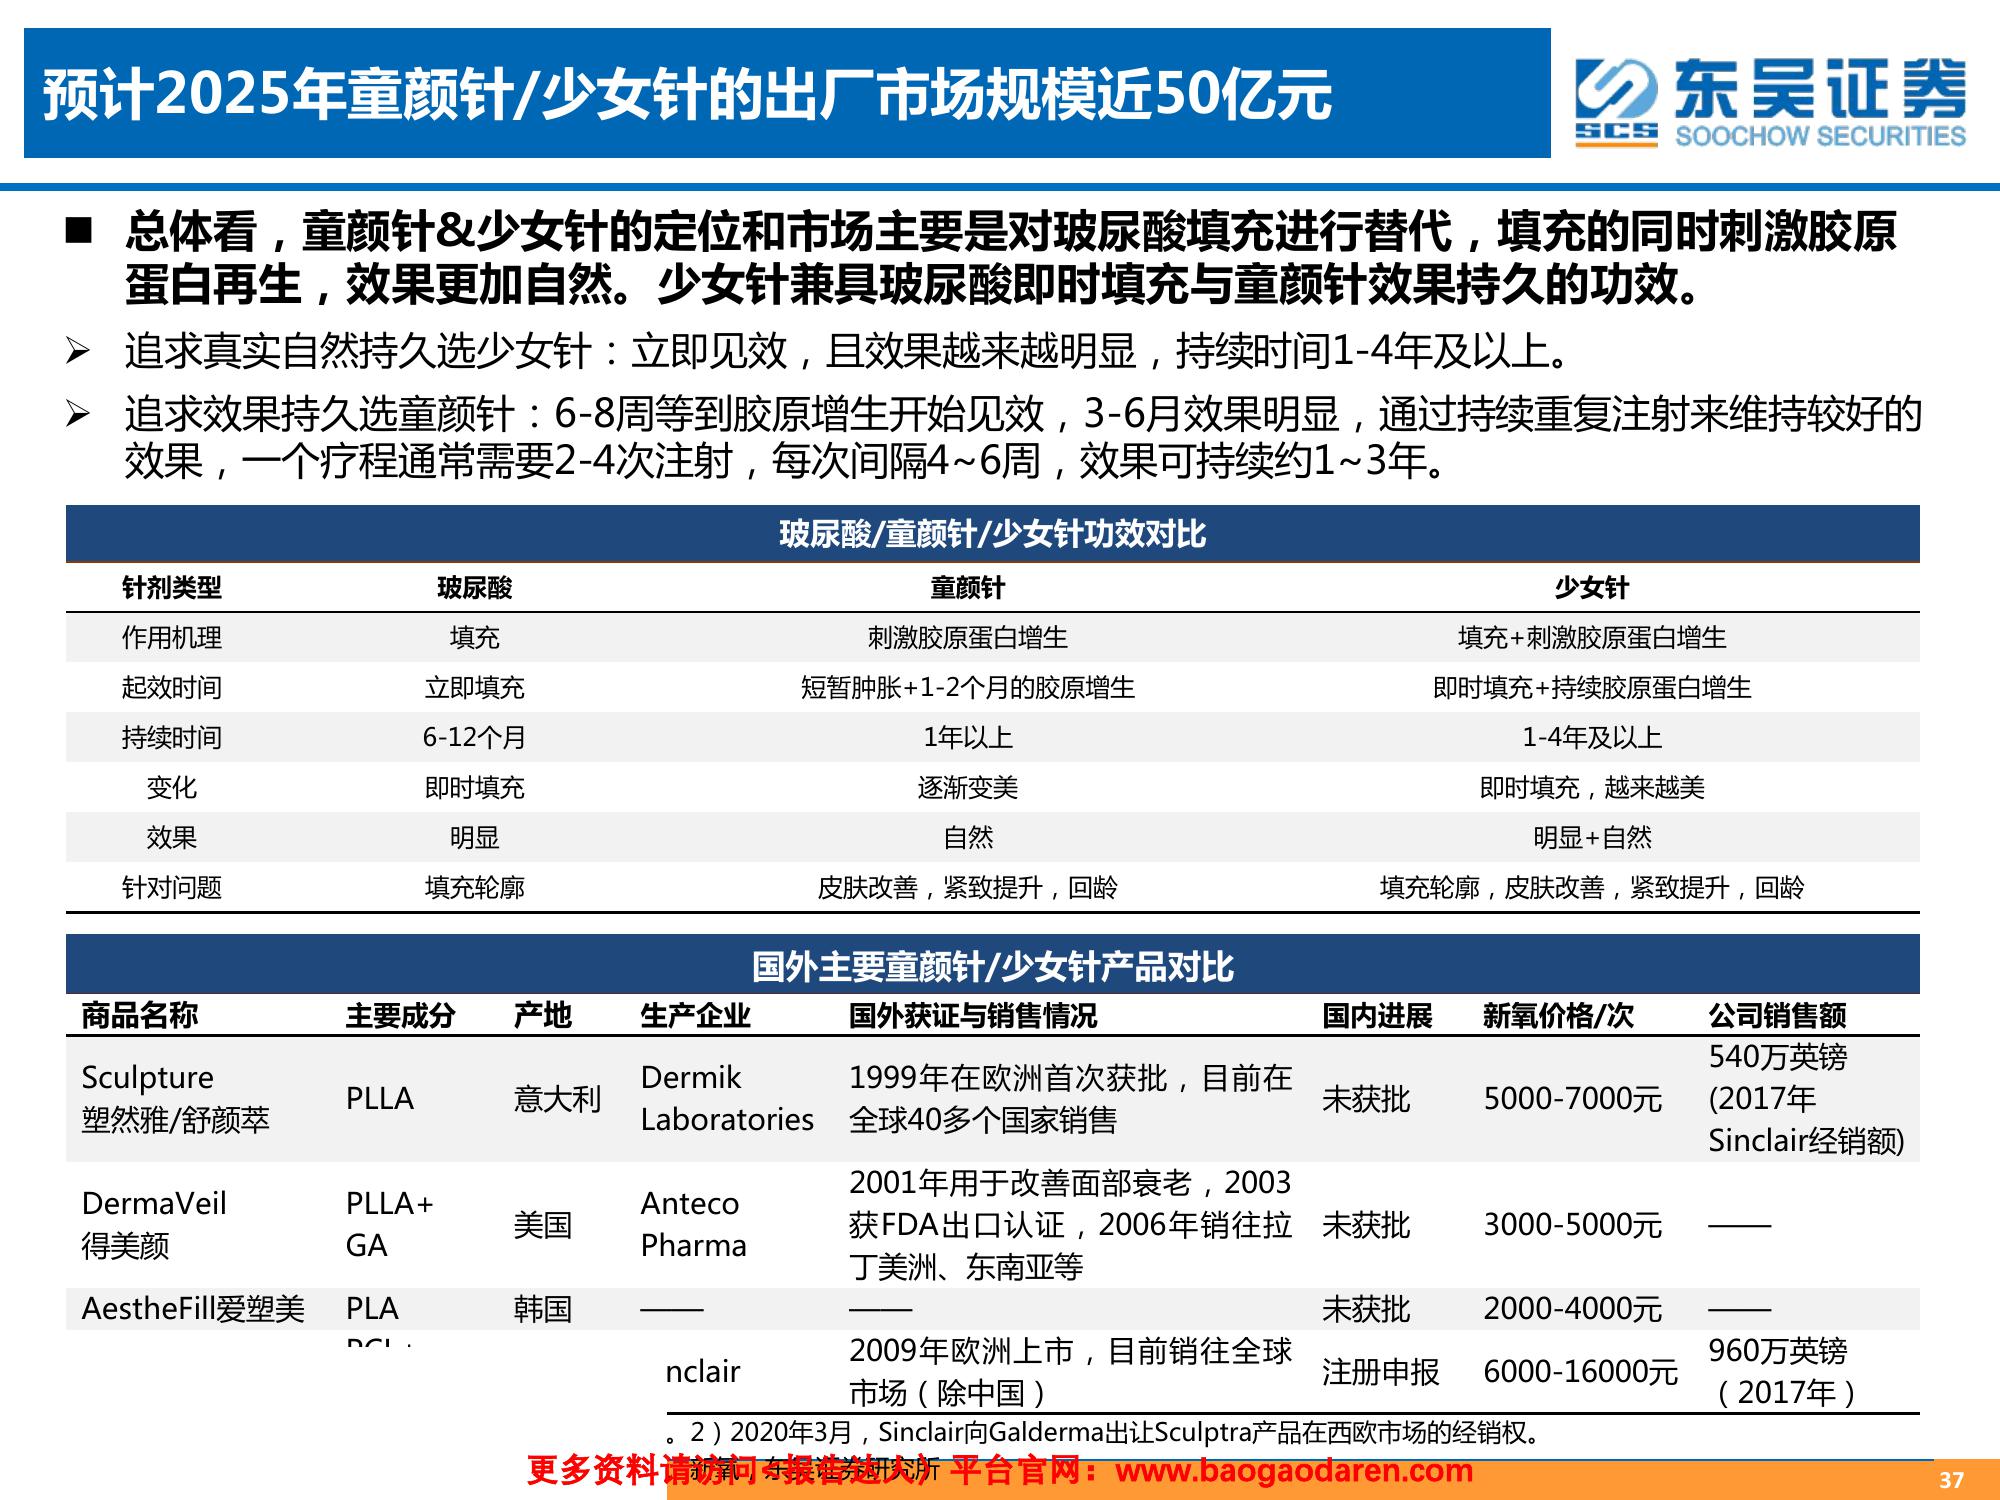 预计2025年童颜针/少女针的出厂市场规模近50亿元
东吴证券
SCS
SOOCHOW SECURITIES
■ 总体看，童颜针&少女针的定位和市场主要是对玻尿酸填充进行替代，填充的同时刺激胶原
蛋白再生，效果更加自然。少女针兼具玻尿酸即时填充与童颜针效果持久的功效。
➢ 追求真实自然持久选少女针：立即见效，且效果越来越明显，持续时间1-4年及以上。
➢ 追求效果持久选童颜针：6-8周等到胶原增生开始见效，3-6月效果明显，通过持续重复注射来维持较好的
效果，一个疗程通常需要2-4次注射，每次间隔4~6周，效果可持续约1~3年。
玻尿酸/童颜针/少女针功效对比
针剂类型 玻尿酸 童颜针 少女针
作用机理 填充 刺激胶原蛋白增生 填充+刺激胶原蛋白增生
起效时间 立即填充 短暂肿胀+1-2个月的胶原增生 即时填充+持续胶原蛋白增生
持续时间 6-12个月 1年以上 1-4年及以上
变化 即时填充 逐渐变美 即时填充，越来越美
效果 明显 自然 明显+自然
针对问题 填充轮廓 皮肤改善，紧致提升，回龄 填充轮廓，皮肤改善，紧致提升，回龄
国外主要童颜针/少女针产品对比
商品名称 主要成分 产地 生产企业 国外获证与销售情况 国内进展 新氧价格/次 公司销售额
Sculpture
塑然雅/舒颜萃
PLLA
意大利
Dermik
Laboratories
1999年在欧洲首次获批，目前在
全球40多个国家销售
未获批
5000-7000元
540万英镑
(2017年
Sinclair经销额)
DermaVeil
得美颜
PLLA+
GA
美国
Anteco
Pharma
2001年用于改善面部衰老，2003
获FDA出口认证，2006年销往拉
丁美洲、东南亚等
未获批
3000-5000元
——
AestheFill爱塑美 PLA 韩国 —— —— 未获批 2000-4000元 ——
nclair
2009年欧洲上市，目前销往全球
市场（除中国）
注册申报
6000-16000元
960万英镑
（2017年）
。2）2020年3月，Sinclair向Galderma出让Sculptra产品在西欧市场的经销权。
新氧，东吴证券研究所
更多资料请访问<报告达人>平台官网：www.baogaodaren.com
37